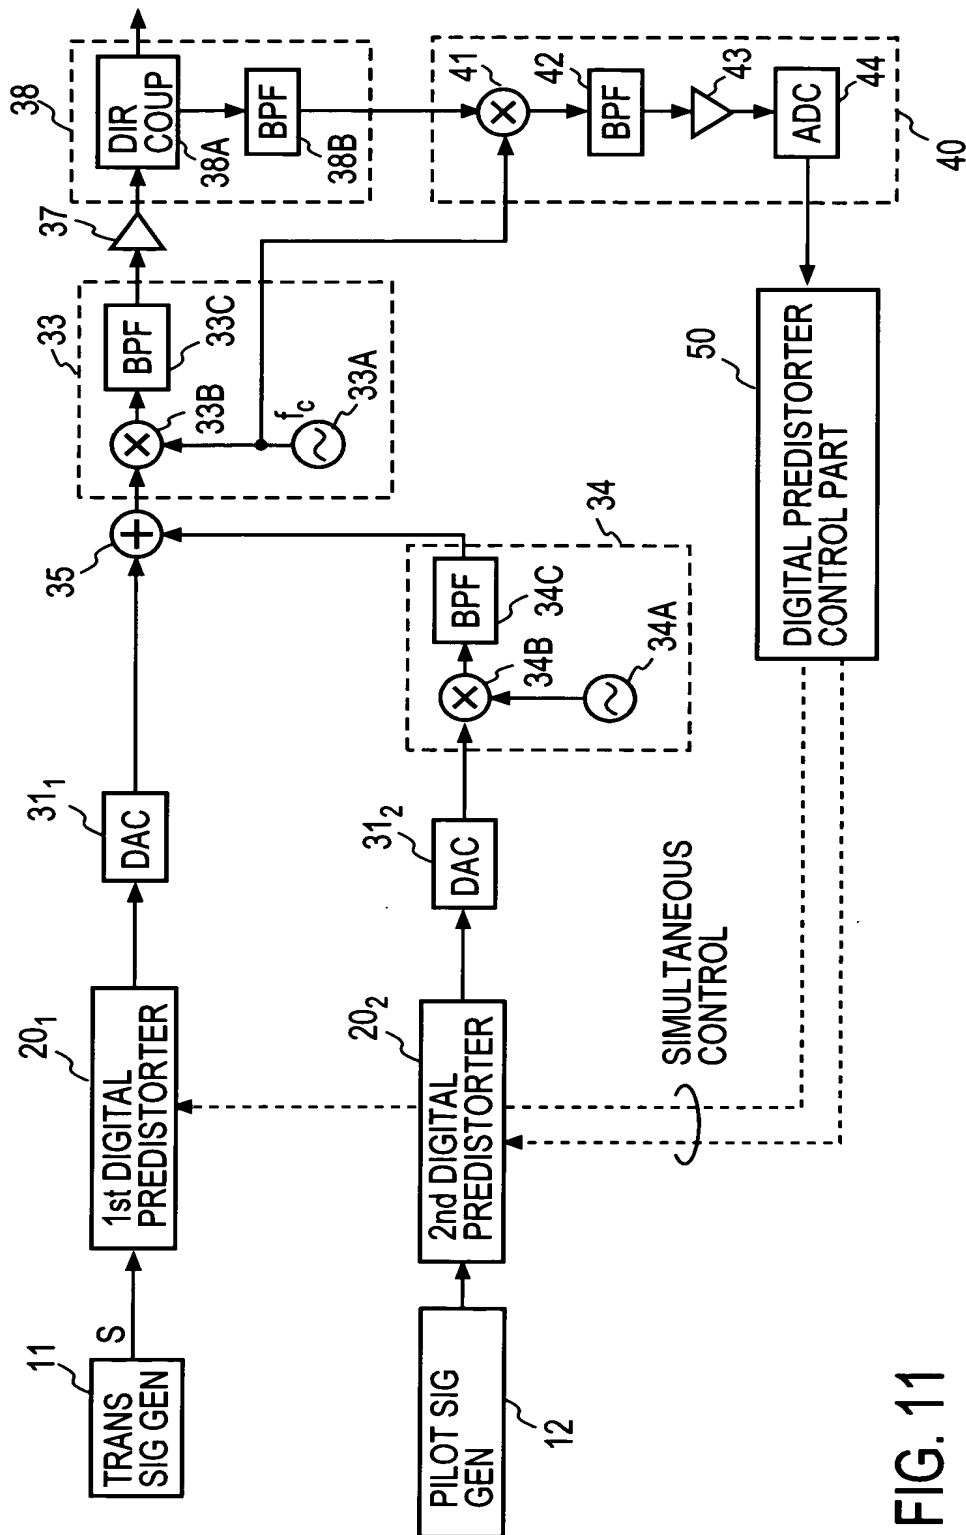 11
TRANS
SIG GEN
S
20₁
1st DIGITAL
PREDISTORTER
31₁
DAC
35
+
33
×
33B
BPF
33C
f_c
33A
37
38
DIR
COUP
38A
BPF
38B
PILOT SIG
GEN
12
20₂
2nd DIGITAL
PREDISTORTER
31₂
DAC
34
×
34B
BPF
34C
34A
41
×
42
BPF
43
ADC
44
40
SIMULTANEOUS
CONTROL
50
DIGITAL PREDISTORTER
CONTROL PART
FIG. 11